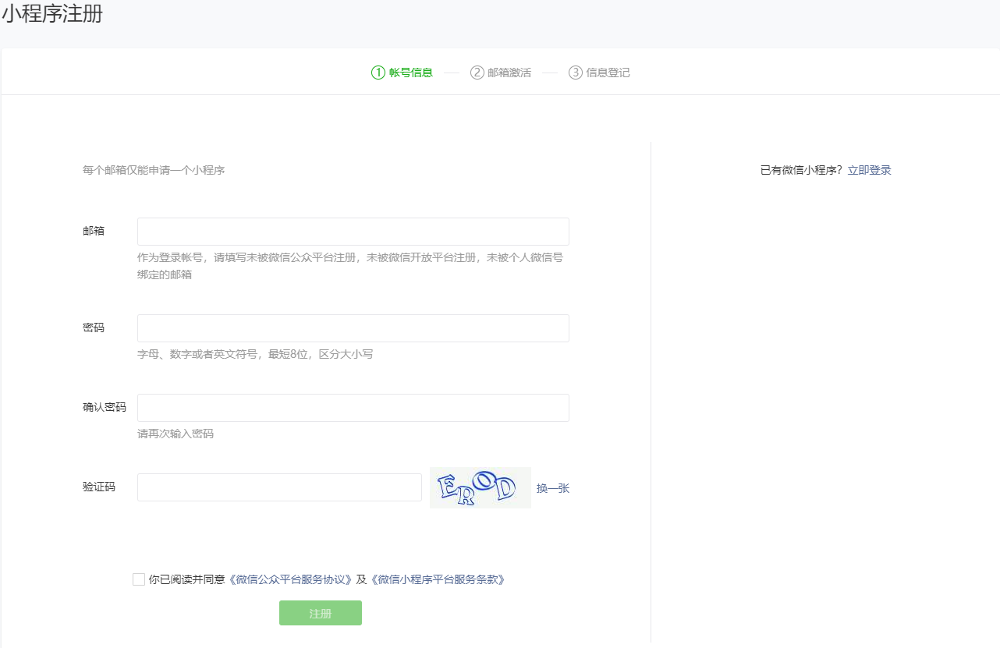 小程序注册
① 帐号信息 ② 邮箱激活 ③ 信息登记
每个邮箱仅能申请一个小程序
已有微信小程序？立即登录
邮箱
作为登录帐号，请填写未被微信公众平台注册，未被微信开放平台注册，未被个人微信号
绑定的邮箱
密码
字母、数字或者英文符号，最短8位，区分大小写
确认密码
请再次输入密码
验证码 EROD 换一张
你已阅读并同意《微信公众平台服务协议》及《微信小程序平台服务条款》
注册